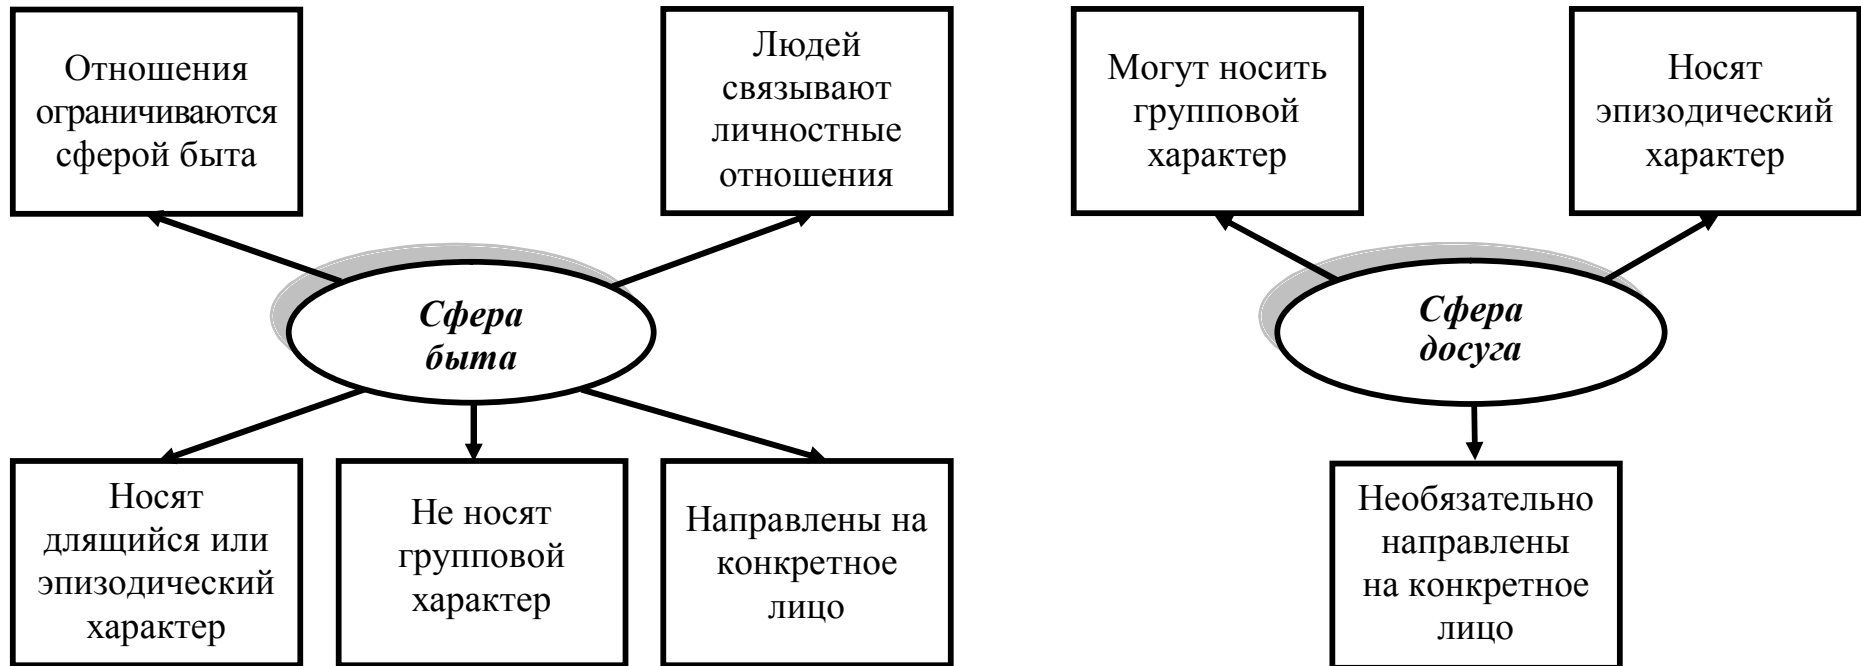 Отношения
ограничиваются
сферой быта
Людей
связывают
личностные
отношения
Могут носить
групповой
характер
Носят
эпизодический
характер
Сфера
быта
Сфера
досуга
Носят
длящийся или
эпизодический
характер
Не носят
групповой
характер
Направлены на
конкретное
лицо
Необязательно
направлены
на конкретное
лицо